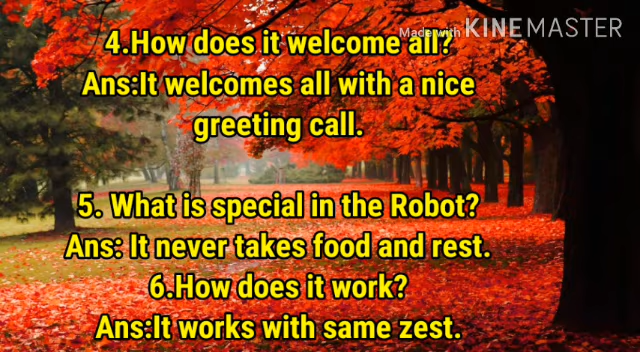 Made with KINEMASTER
4.How does it welcome all?
Ans:It welcomes all with a nice
greeting call.
5. What is special in the Robot?
Ans: It never takes food and rest.
6.How does it work?
Ans:It works with same zest.